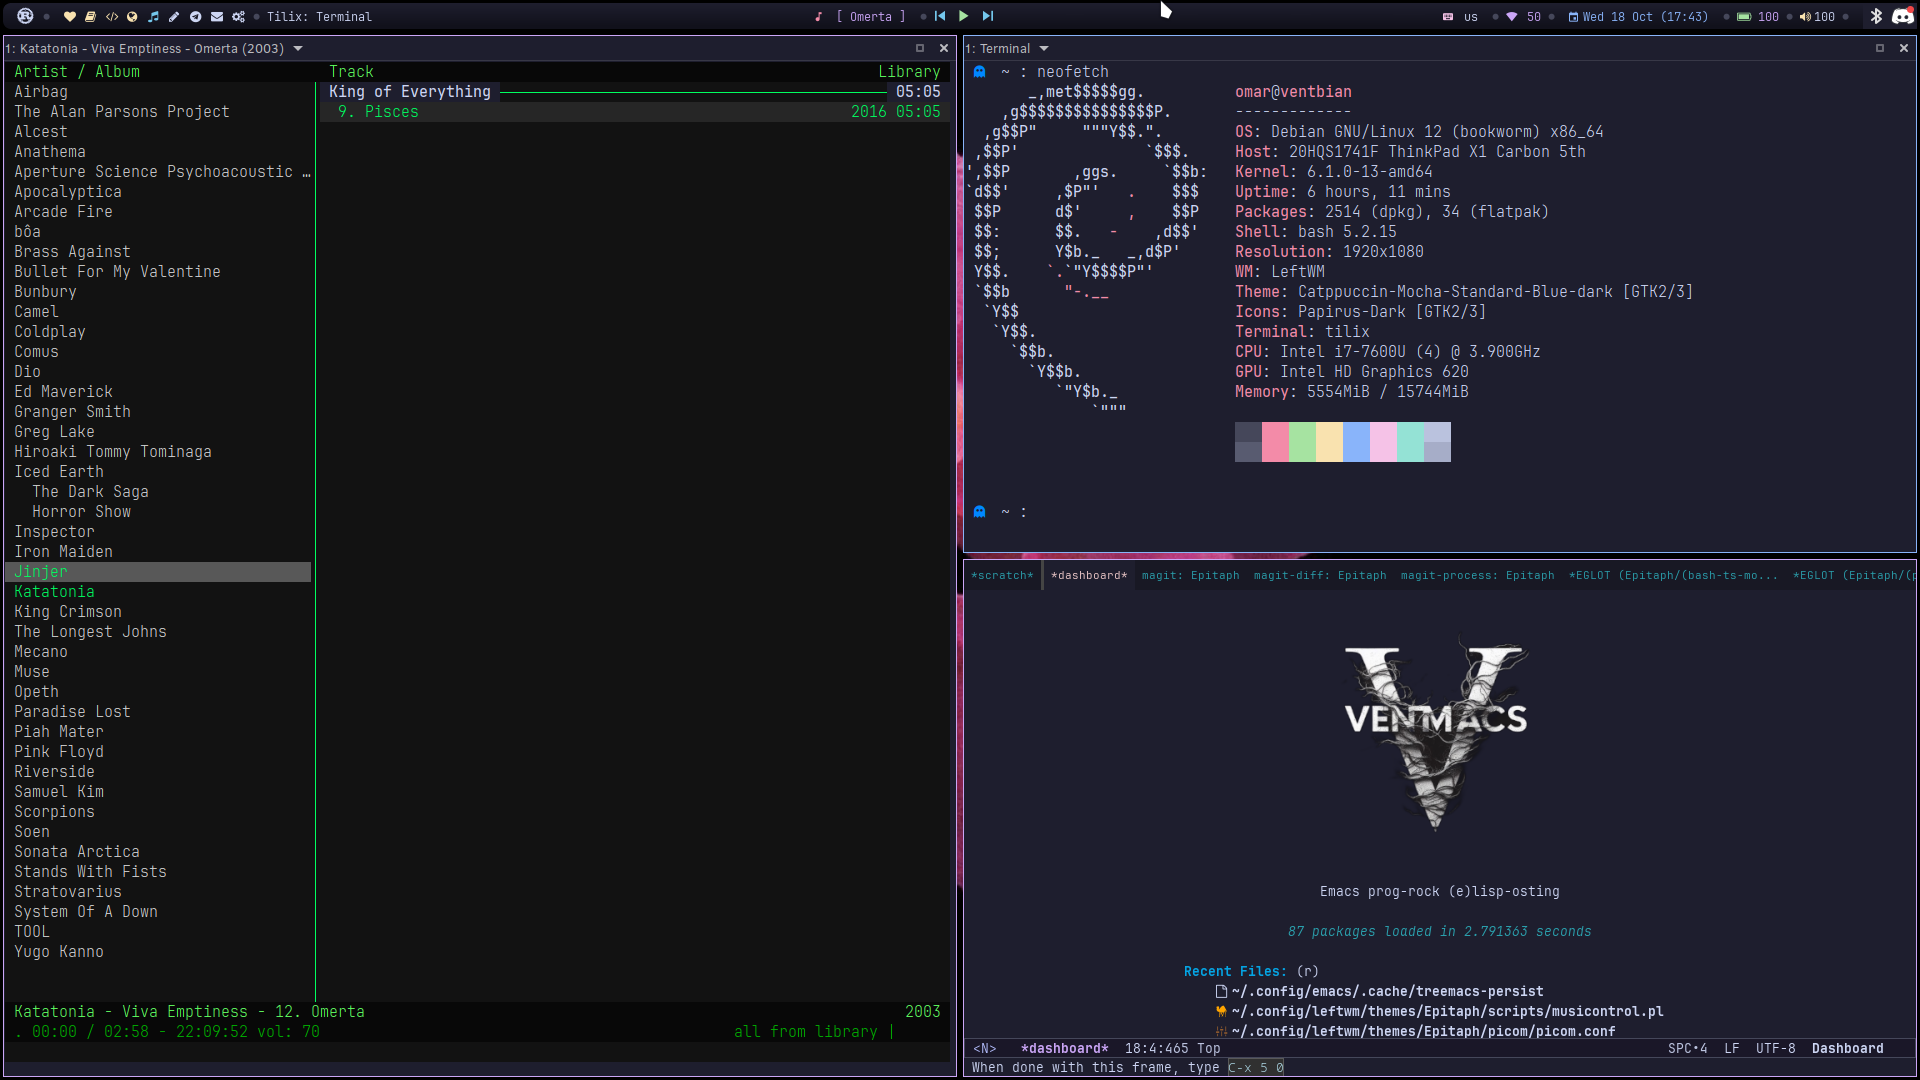 Tilix: Terminal
[ Omerta ]
us
50
Wed 18 Oct (17:43)
100
100
1: Katatonia - Viva Emptiness - Omerta (2003)
Artist / Album
Track
Library
Airbag
The Alan Parsons Project
Alcest
Anathema
Aperture Science Psychoacoustic …
Apocalyptica
Arcade Fire
bôa
Brass Against
Bullet For My Valentine
Bunbury
Camel
Coldplay
Comus
Dio
Ed Maverick
Granger Smith
Greg Lake
Hiroaki Tommy Tominaga
Iced Earth
The Dark Saga
Horror Show
Inspector
Iron Maiden
Jinjer
Katatonia
King Crimson
The Longest Johns
Mecano
Muse
Opeth
Paradise Lost
Piah Mater
Pink Floyd
Riverside
Samuel Kim
Scorpions
Soen
Sonata Arctica
Stands With Fists
Stratovarius
System Of A Down
TOOL
Yugo Kanno
King of Everything 05:05
9. Pisces 2016 05:05
Katatonia - Viva Emptiness - 12. Omerta 2003
. 00:00 / 02:58 - 22:09:52 vol: 70 all from library |
1: Terminal
~ : neofetch
_,met$$$$$gg.
,g$$$$$$$$$$$$$$$P.
,g$$P"     """Y$$.".
,$$P'              `$$$.
',$$P       ,ggs.     `$$b:
`d$$'     ,$P"'   .    $$$
$$P      d$'     ,    $$P
$$:      $$.   -    ,d$$'
$$;      Y$b._   _,d$P'
Y$$.    `.`"Y$$$$P"'
`$$b      "-.__
`Y$$
`Y$$.
`$$b.
`Y$$b.
`"Y$b._
`"""
omar@ventbian
-------------
OS: Debian GNU/Linux 12 (bookworm) x86_64
Host: 20HQS1741F ThinkPad X1 Carbon 5th
Kernel: 6.1.0-13-amd64
Uptime: 6 hours, 11 mins
Packages: 2514 (dpkg), 34 (flatpak)
Shell: bash 5.2.15
Resolution: 1920x1080
WM: LeftWM
Theme: Catppuccin-Mocha-Standard-Blue-dark [GTK2/3]
Icons: Papirus-Dark [GTK2/3]
Terminal: tilix
CPU: Intel i7-7600U (4) @ 3.900GHz
GPU: Intel HD Graphics 620
Memory: 5554MiB / 15744MiB
~ :
*scratch* *dashboard* magit: Epitaph magit-diff: Epitaph magit-process: Epitaph *EGLOT (Epitaph/(bash-ts-mo... *EGLOT (Epitaph/(p
VENMACS
Emacs prog-rock (e)lisp-osting
87 packages loaded in 2.791363 seconds
Recent Files: (r)
~/.config/emacs/.cache/treemacs-persist
~/.config/leftwm/themes/Epitaph/scripts/musicontrol.pl
~/.config/leftwm/themes/Epitaph/picom/picom.conf
<N> *dashboard* 18:4:465 Top SPC•4 LF UTF-8 Dashboard
When done with this frame, type C-x 5 0